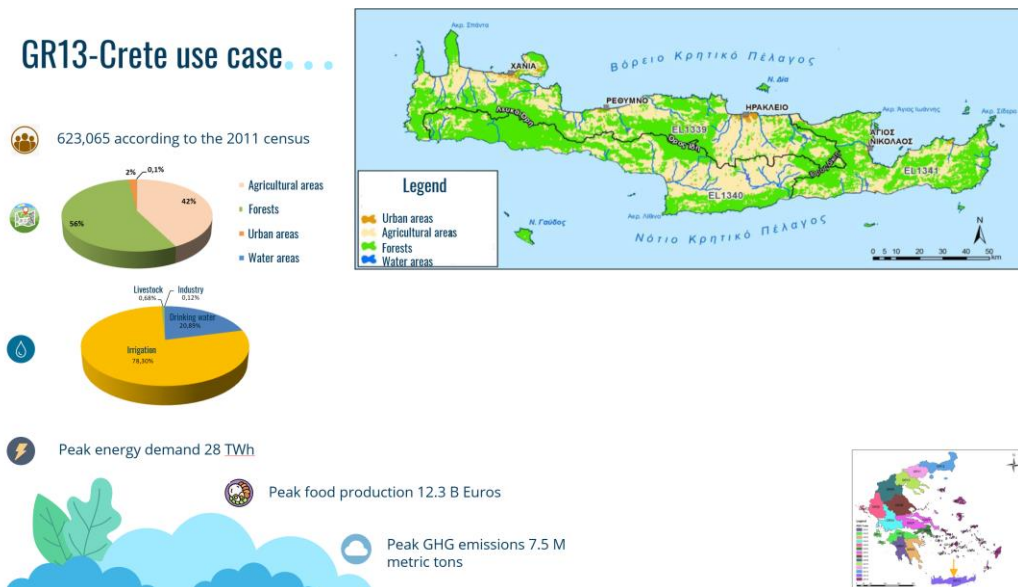 GR13-Crete use case...
623,065 according to the 2011 census
2%
0,1%
42%
56%
Agricultural areas
Forests
Urban areas
Water areas
Livestock
0,68%
Industry
0,12%
Drinking water
20,89%
Irrigation
78,30%
Peak energy demand 28 TWh
Peak food production 12.3 B Euros
Peak GHG emissions 7.5 M
metric tons
Ακρ. Σπάντα
ΧΑΝΙΑ
Βόρειο Κρητικό Πέλαγος
Ν. Δία
ΡΕΘΥΜΝΟ
ΗΡΑΚΛΕΙΟ
Ακρ. Άγιος Ιωάννης
Ακρ. Σίδερο
ΑΓΙΟΣ
ΝΙΚΟΛΑΟΣ
EL1339
EL1341
EL1340
Ακρ. Λίθινο
Ν. Γαύδος
Νότιο Κρητικό Πέλαγος
Legend
Urban areas
Agricultural areas
Forests
Water areas
N
0 5 10 20 30 40 50
km